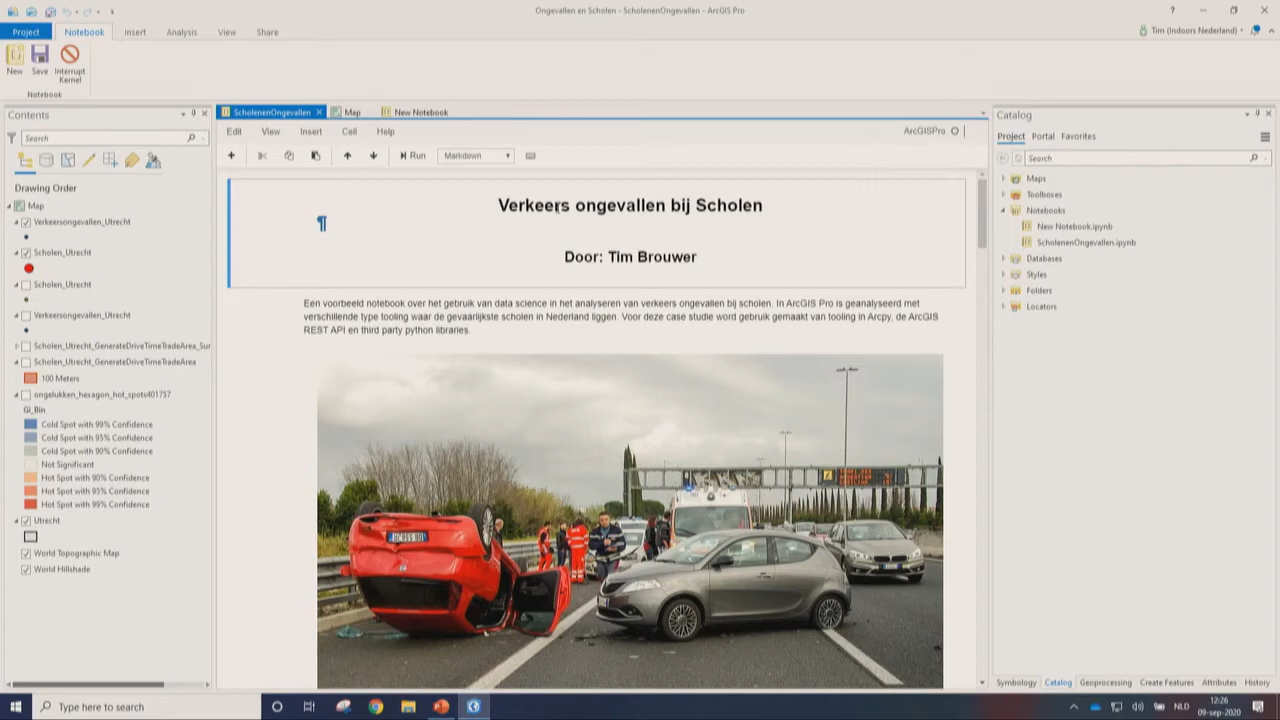 Ongevallen en Scholen - ScholenenOngevallen - ArcGIS Pro
Project
Notebook
Insert
Analysis
View
Share
Tim (Indoors Nederland)
New
Save
Interrupt Kernel
Notebook
Contents
Search
Drawing Order
Map
Verkeersongevallen_Utrecht
Scholen_Utrecht
Scholen_Utrecht
Verkeersongevallen_Utrecht
Scholen_Utrecht_GenerateDriveTimeTradeArea_Sur
Scholen_Utrecht_GenerateDriveTimeTradeArea
100 Meters
ongelukken_hexagon_hot_spots401757
Gi_Bin
Cold Spot with 99% Confidence
Cold Spot with 95% Confidence
Cold Spot with 90% Confidence
Not Significant
Hot Spot with 90% Confidence
Hot Spot with 95% Confidence
Hot Spot with 99% Confidence
Utrecht
World Topographic Map
World Hillshade
ScholenenOngevallen
Map
New Notebook
Edit
View
Insert
Cell
Help
ArcGISPro
Run
Markdown
Verkeers ongevallen bij Scholen
Door: Tim Brouwer
Een voorbeeld notebook over het gebruik van data science in het analyseren van verkeers ongevallen bij scholen. In ArcGIS Pro is geanalyseerd met
verschillende type tooling waar de gevaarlijkste scholen in Nederland liggen. Voor deze case studie word gebruik gemaakt van tooling in Arcpy, de ArcGIS
REST API en third party python libraries.
Catalog
Project
Portal
Favorites
Search
Maps
Toolboxes
Notebooks
New Notebook.ipynb
ScholenenOngevallen.ipynb
Databases
Styles
Folders
Locators
Symbology
Catalog
Geoprocessing
Create Features
Attributes
History
Type here to search
NLD
12:26
09-sep-2020